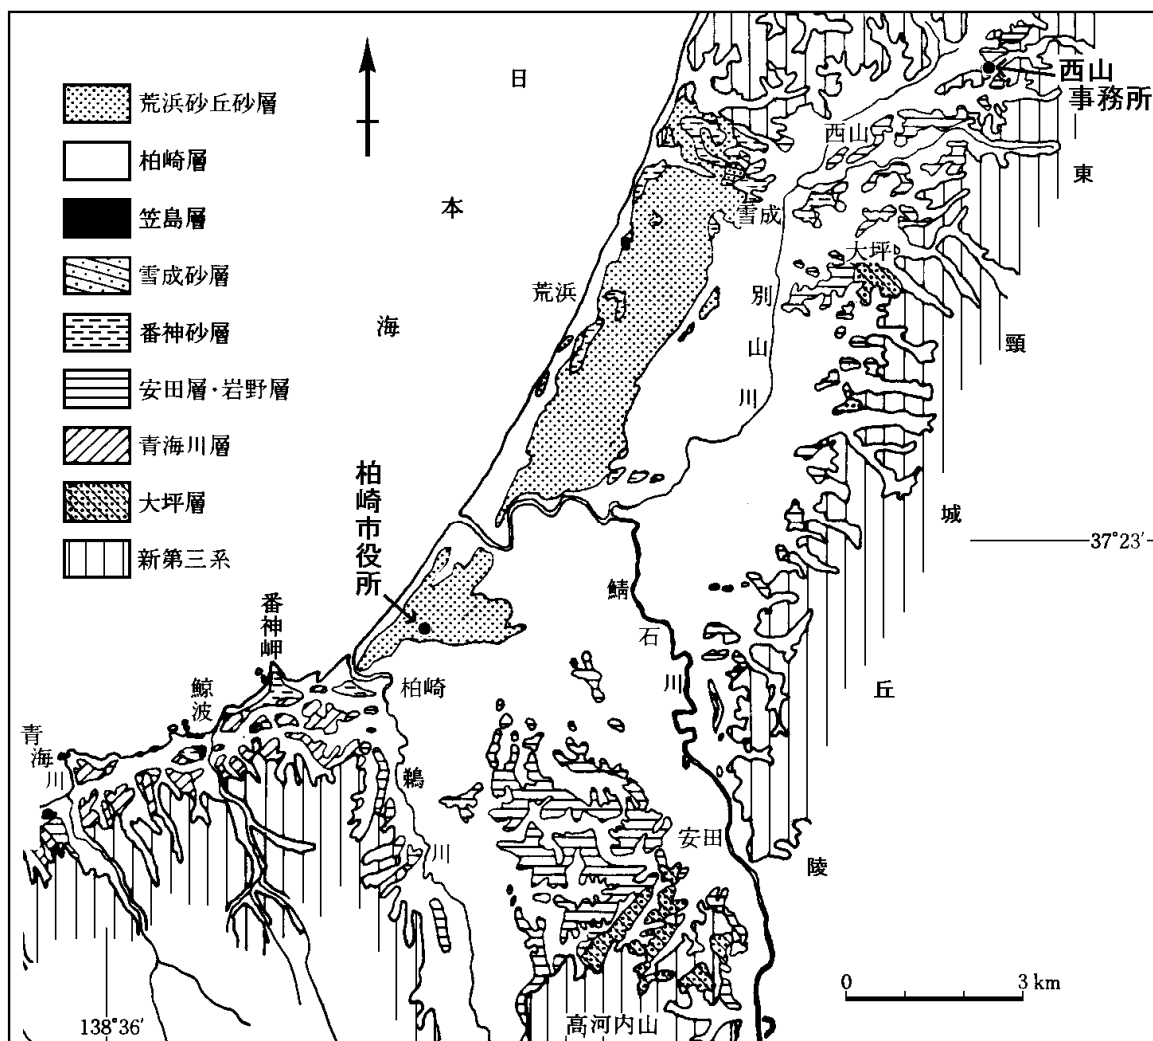 荒浜砂丘砂層
柏崎層
笠島層
雪成砂層
番神砂層
安田層・岩野層
青海川層
大坪層
新第三系
日
本
海
西山
事務所
西山
東
頸
城
丘
陵
雪成
大坪
荒浜
別
山
川
37°23′
柏崎市役所
鯖
石
川
番神岬
鯨波
青海川
柏崎
鵜
川
安田
高河内山
138°36′
0 3 km